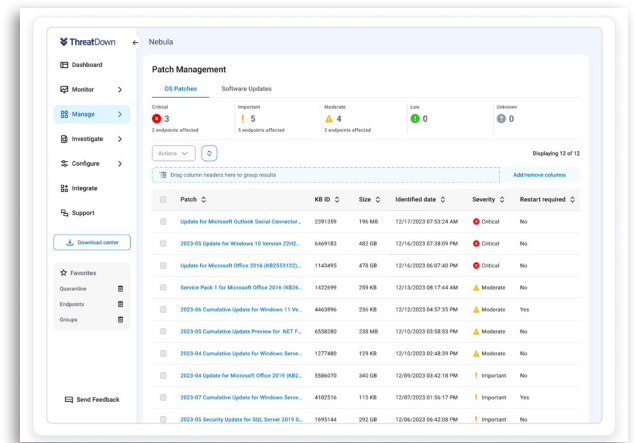 ThreatDown
Nebula
Dashboard
Monitor
Manage
Investigate
Configure
Integrate
Support
Download center
Favorites
Quarantine
Endpoints
Groups
Send Feedback
Patch Management
OS Patches Software Updates
Critical Important Moderate Low Unknown
3 5 4 0 0
3 endpoints affected 5 endpoints affected 2 endpoints affected
Actions
Displaying 12 of 12
Drag column headers here to group results Add/remove columns
Patch KB ID Size Identified date Severity Restart required
Update for Microsoft Outlook Social Connector... 2391359 196 MB 12/17/2023 07:53:24 AM Critical No
2023-05 Update for Windows 10 Version 22H2... 6469183 482 GB 12/16/2023 07:38:09 PM Critical No
Update for Microsoft Office 2016 (KB2553122),... 1143495 478 GB 12/16/2023 06:07:40 PM Critical No
Service Pack 1 for Microsoft Office 2016 (KB26... 1422699 259 KB 12/13/2023 08:17:44 AM Moderate No
2023-06 Cumulative Update for Windows 11 Ve... 4463896 236 KB 12/12/2023 04:57:35 PM Moderate Yes
2023-05 Cumulative Update Preview for .NET F... 6558280 238 MB 12/10/2023 03:58:53 PM Moderate No
2023-04 Cumulative Update for Windows Serve... 1277480 129 KB 12/10/2023 02:48:39 PM Moderate No
2023-04 Update for Microsoft Office 2019 (KB2... 5586070 340 GB 12/09/2023 03:42:18 PM Important No
2023-07 Cumulative Update for Windows Serve... 4102516 115 KB 12/07/2023 01:56:17 PM Important Yes
2023-05 Security Update for SQL Server 2019 S... 1695144 292 GB 12/06/2023 06:42:08 PM Important No